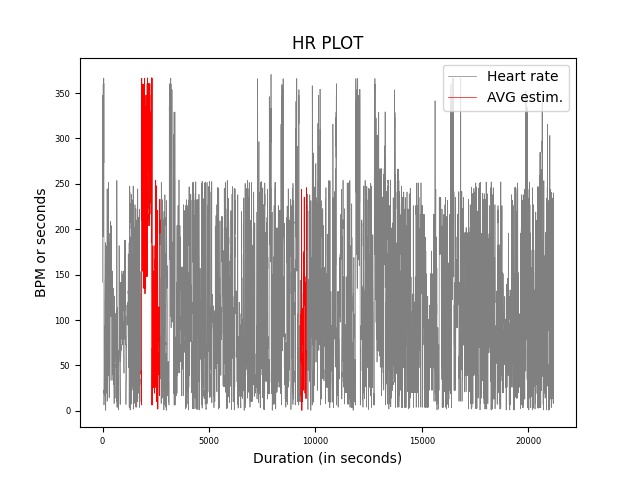 HR PLOT
Heart rate
AVG estim.
BPM or seconds
350
300
250
200
150
100
50
0
0 5000 10000 15000 20000
Duration (in seconds)